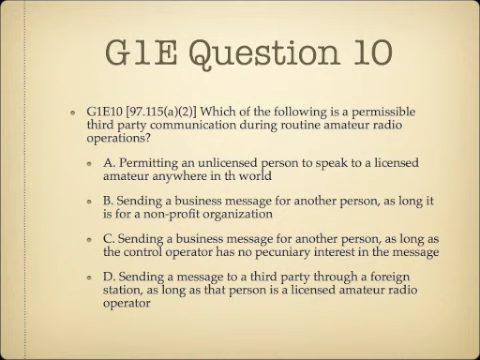 G1E Question 10
G1E10 [97.115(a)(2)] Which of the following is a permissible
third party communication during routine amateur radio
operations?
A. Permitting an unlicensed person to speak to a licensed
amateur anywhere in th world
B. Sending a business message for another person, as long it
is for a non-profit organization
C. Sending a business message for another person, as long as
the control operator has no pecuniary interest in the message
D. Sending a message to a third party through a foreign
station, as long as that person is a licensed amateur radio
operator